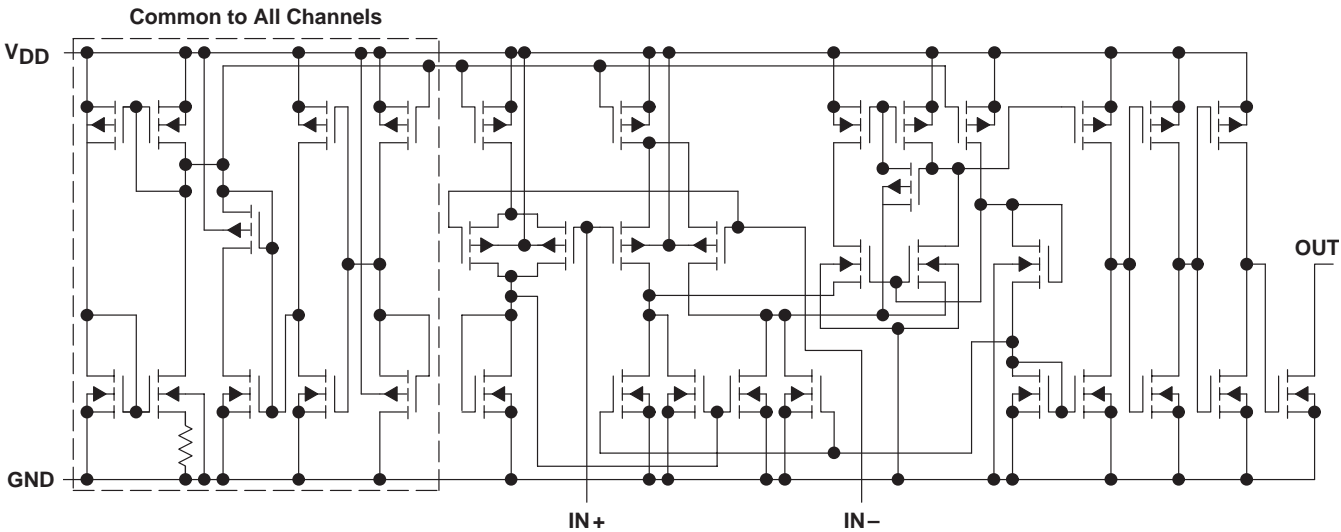 Common to All Channels
VDD
OUT
GND
IN+
IN−